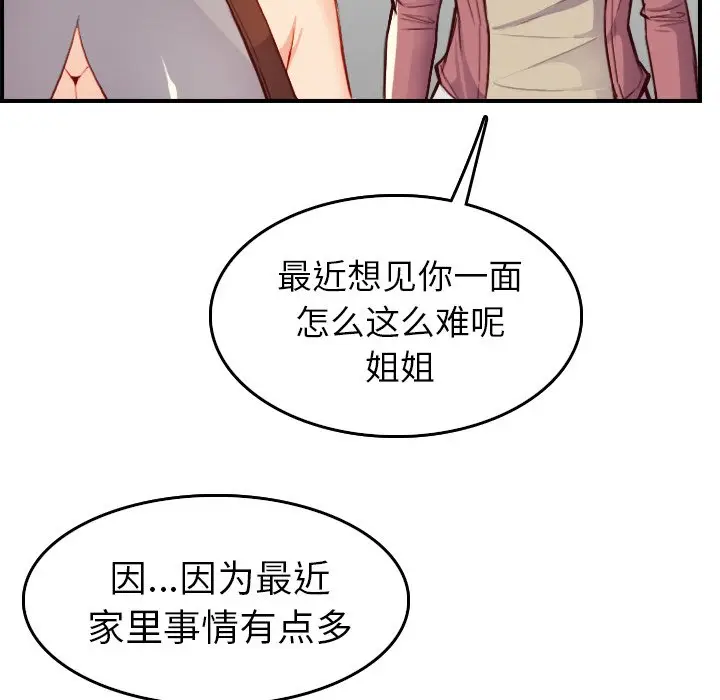 最近想见你一面
怎么这么难呢
姐姐
因...因为最近
家里事情有点多